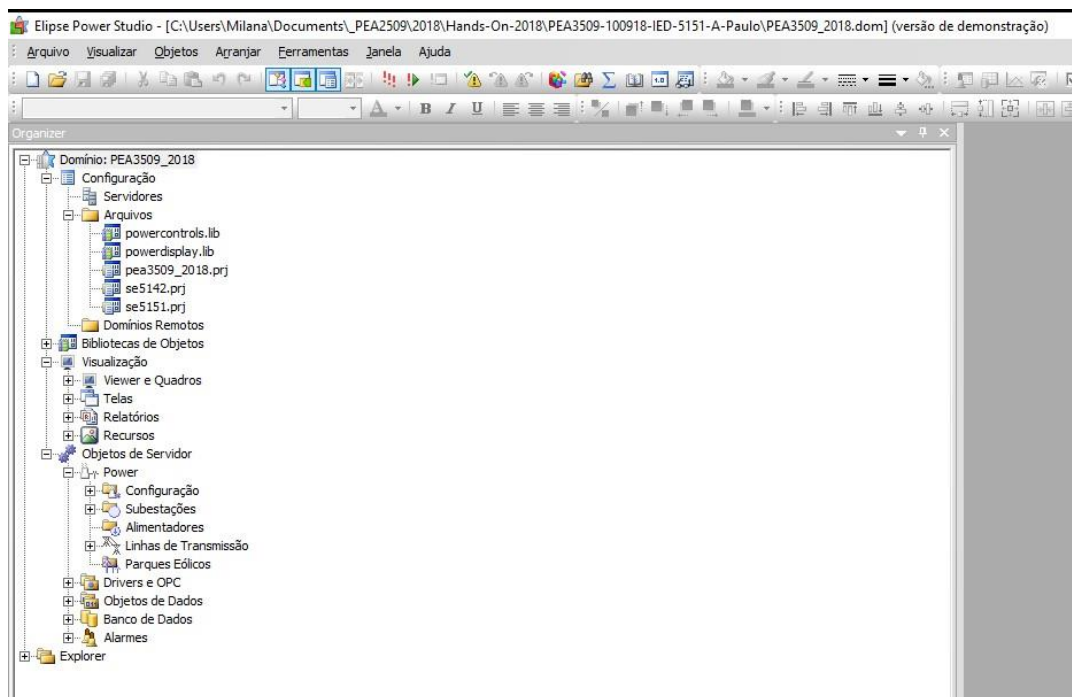 Elipse Power Studio - [C:\Users\Milana\Documents\_PEA2509\2018\Hands-On-2018\PEA3509-100918-IED-5151-A-Paulo\PEA3509_2018.dom] (versão de demonstração)
Arquivo Visualizar Objetos Arranjar Ferramentas Janela Ajuda
A B I U
Organizer
Domínio: PEA3509_2018
Configuração
Servidores
Arquivos
powercontrols.lib
powerdisplay.lib
pea3509_2018.prj
se5142.prj
se5151.prj
Domínios Remotos
Bibliotecas de Objetos
Visualização
Viewer e Quadros
Telas
Relatórios
Recursos
Objetos de Servidor
Power
Configuração
Subestações
Alimentadores
Linhas de Transmissão
Parques Eólicos
Drivers e OPC
Objetos de Dados
Banco de Dados
Alarmes
Explorer